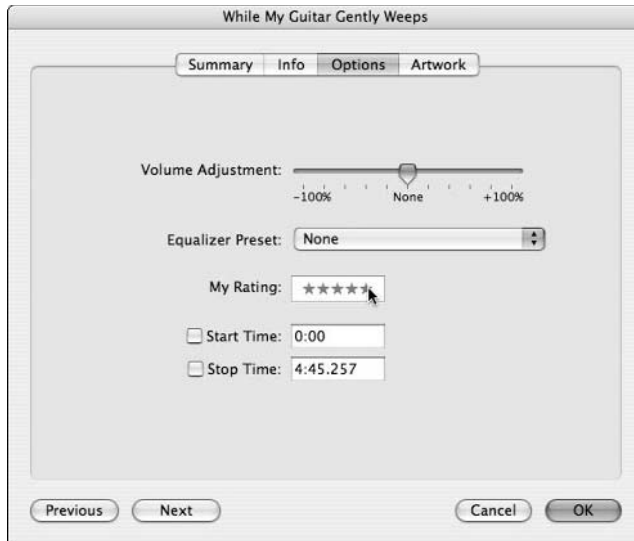 While My Guitar Gently Weeps
Summary Info Options Artwork
Volume Adjustment:
-100% None +100%
Equalizer Preset: None
My Rating: ★★★★★
Start Time: 0:00
Stop Time: 4:45.257
Previous Next Cancel OK